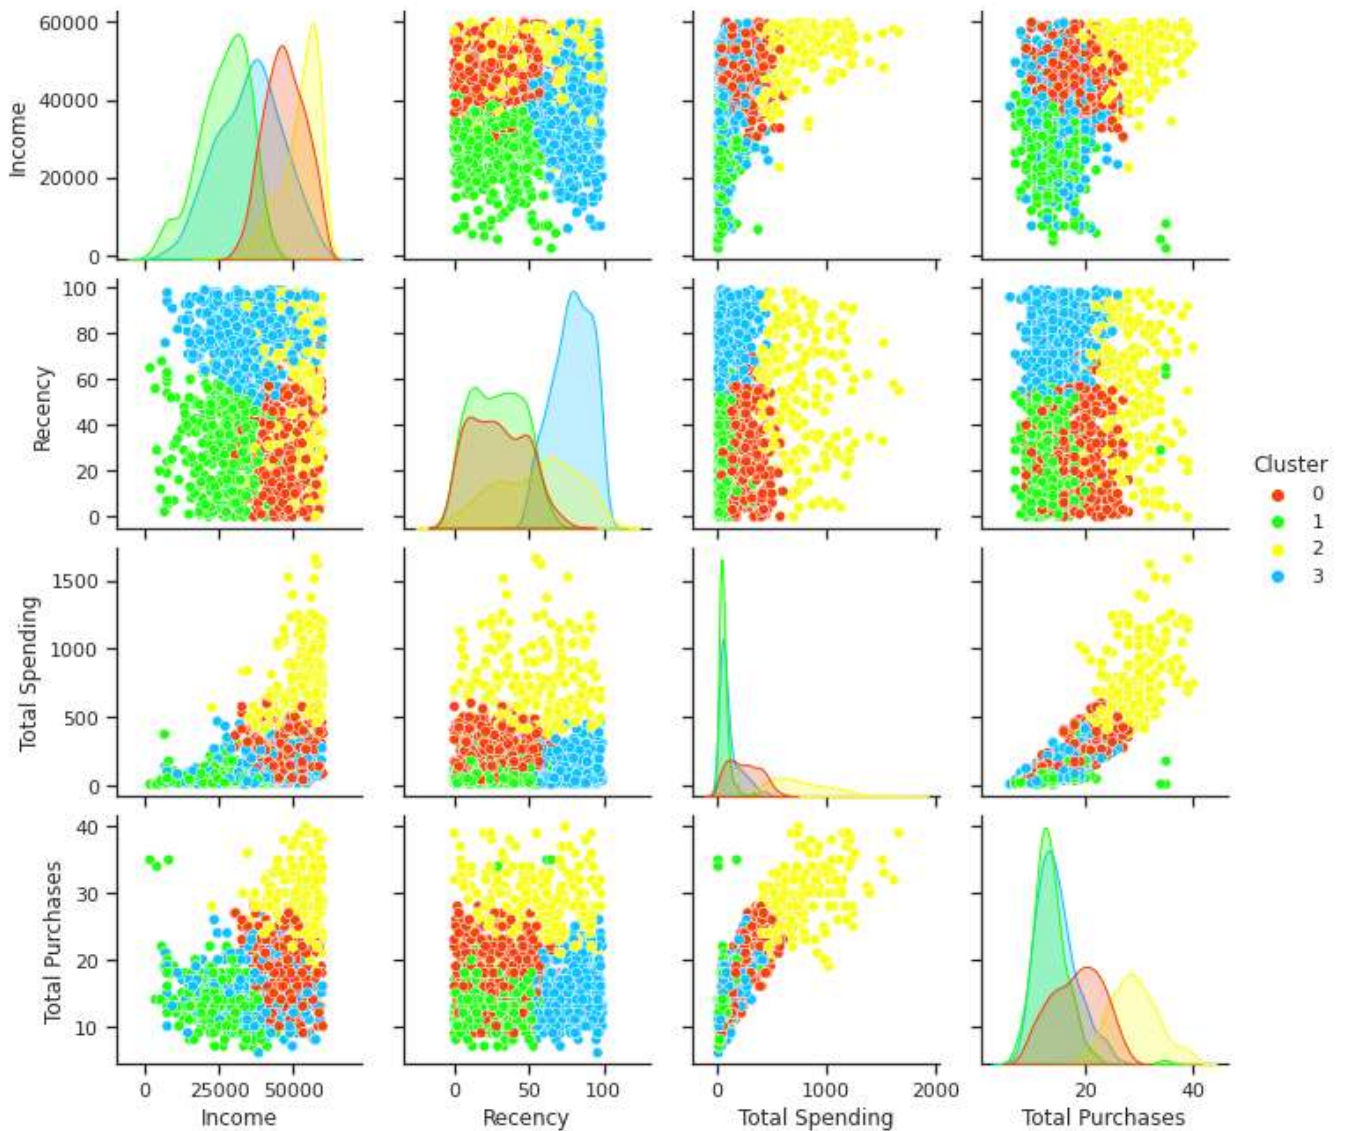 60000
40000
20000
0
Income
100
80
60
40
20
0
Recency
1500
1000
500
0
Total Spending
40
30
20
10
Total Purchases
0 25000 50000
Income
0 50 100
Recency
0 1000 2000
Total Spending
20 40
Total Purchases
Cluster
0
1
2
3